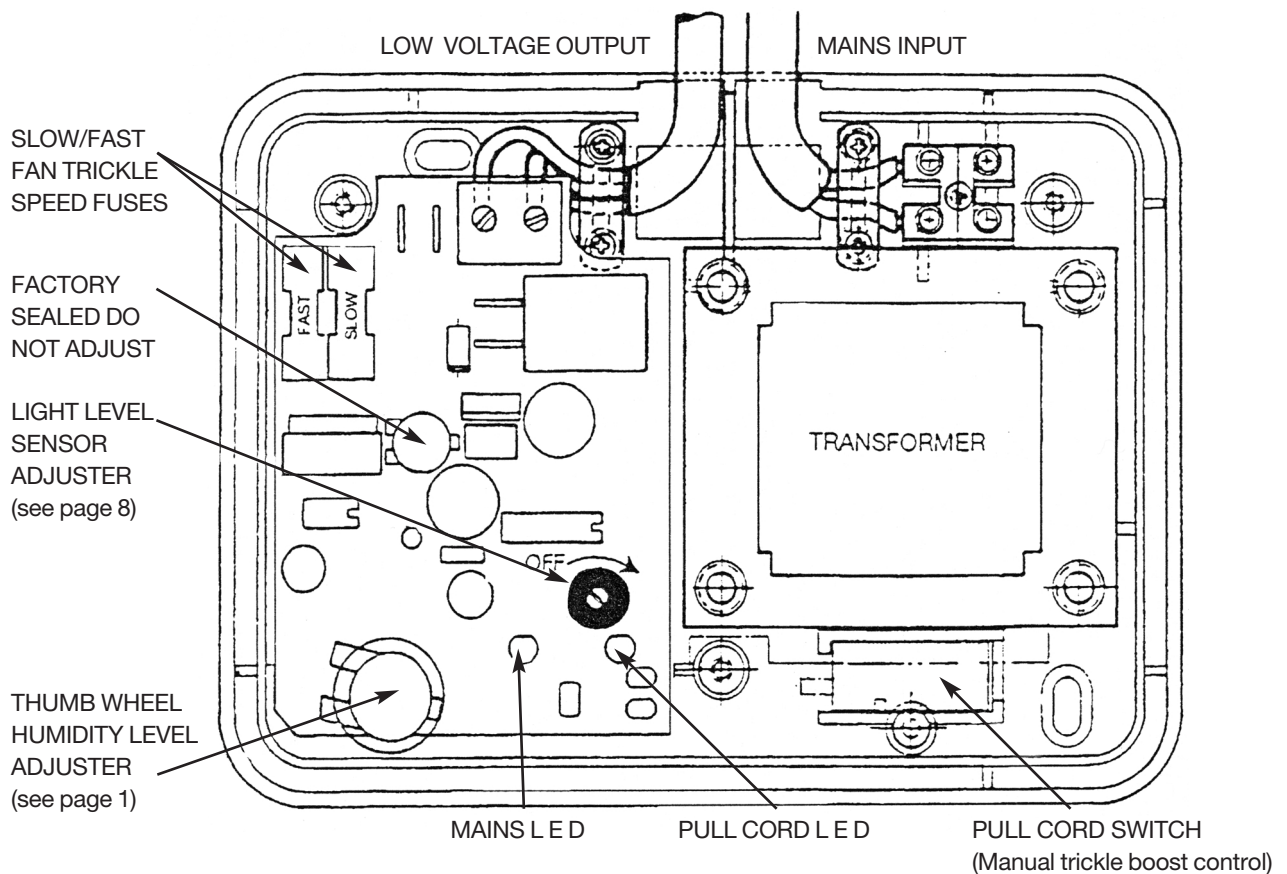 LOW VOLTAGE OUTPUT
MAINS INPUT
SLOW/FAST
FAN TRICKLE
SPEED FUSES
FACTORY
SEALED DO
NOT ADJUST
FAST
SLOW
LIGHT LEVEL
SENSOR
ADJUSTER
(see page 8)
TRANSFORMER
OFF
THUMB WHEEL
HUMIDITY LEVEL
ADJUSTER
(see page 1)
MAINS L E D
PULL CORD L E D
PULL CORD SWITCH
(Manual trickle boost control)